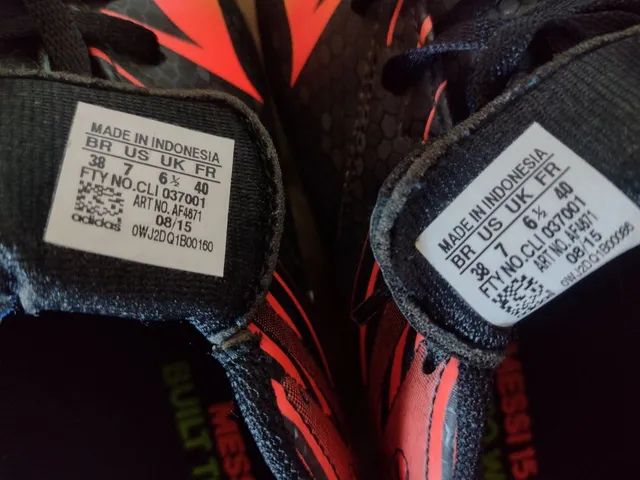 MADE IN INDONESIA
BR US UK FR
38 7 6½ 40
FTY NO.CLI 037001
ART NO. AF4671
08/15
adidas
0WJ2DQ1B00160
MADE IN INDONESIA
BR US UK FR
38 7 6½ 40
FTY NO.CLI 037001
ART NO. AF4671
08/15
MESSI
BUILT T
MESSI 15